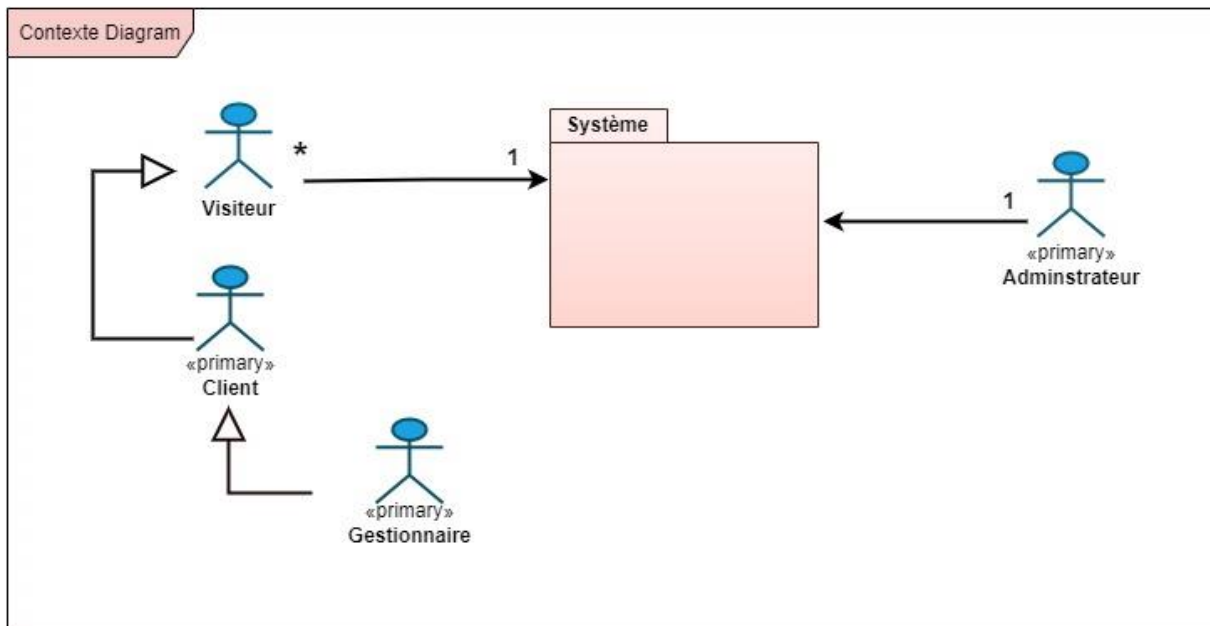 Contexte Diagram
Système
*
1
Visiteur
1
«primary»
Adminstrateur
«primary»
Client
«primary»
Gestionnaire